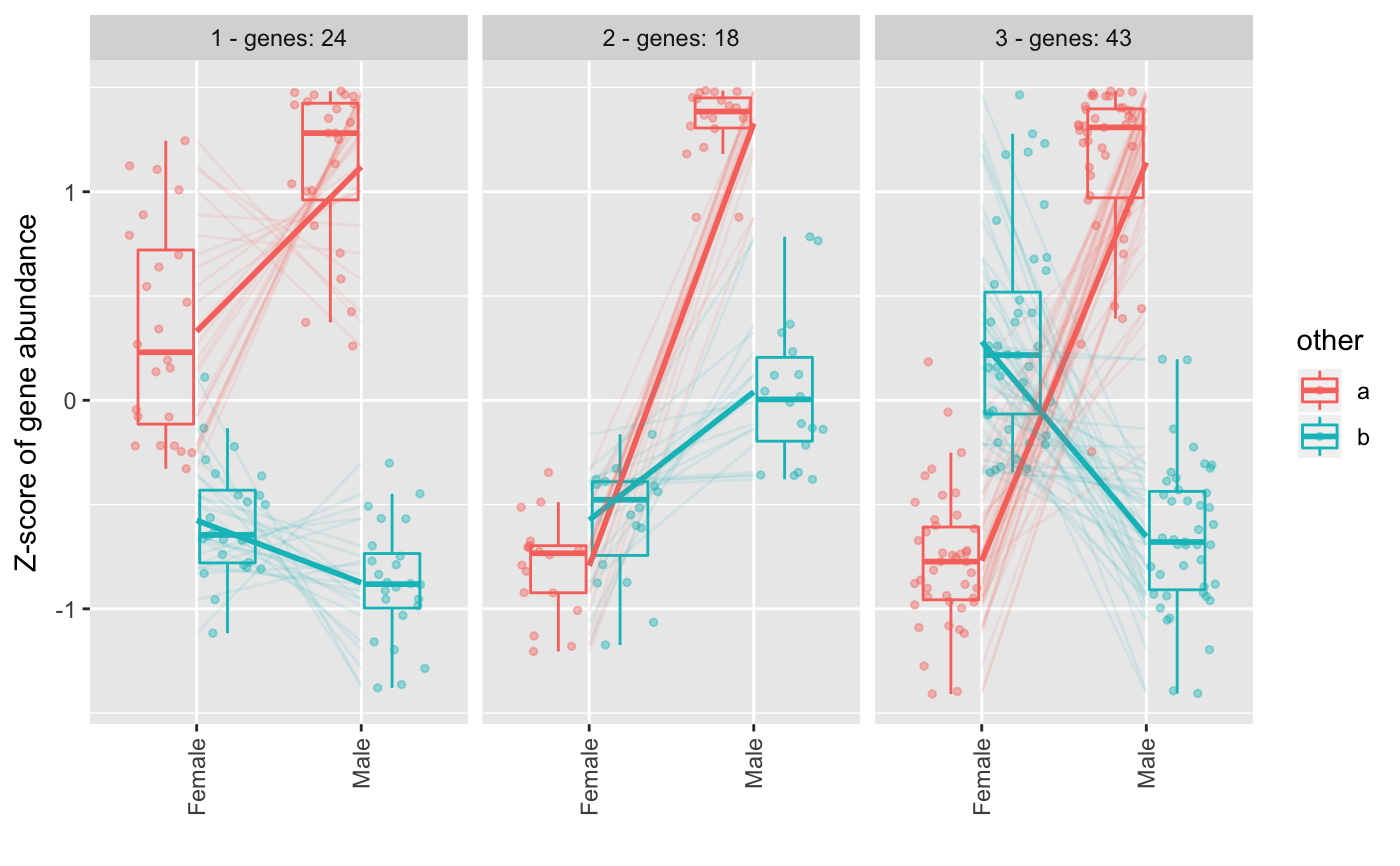 1 - genes: 24
2 - genes: 18
3 - genes: 43
Z-score of gene abundance
1
0
-1
Female
Male
Female
Male
Female
Male
other
a
b